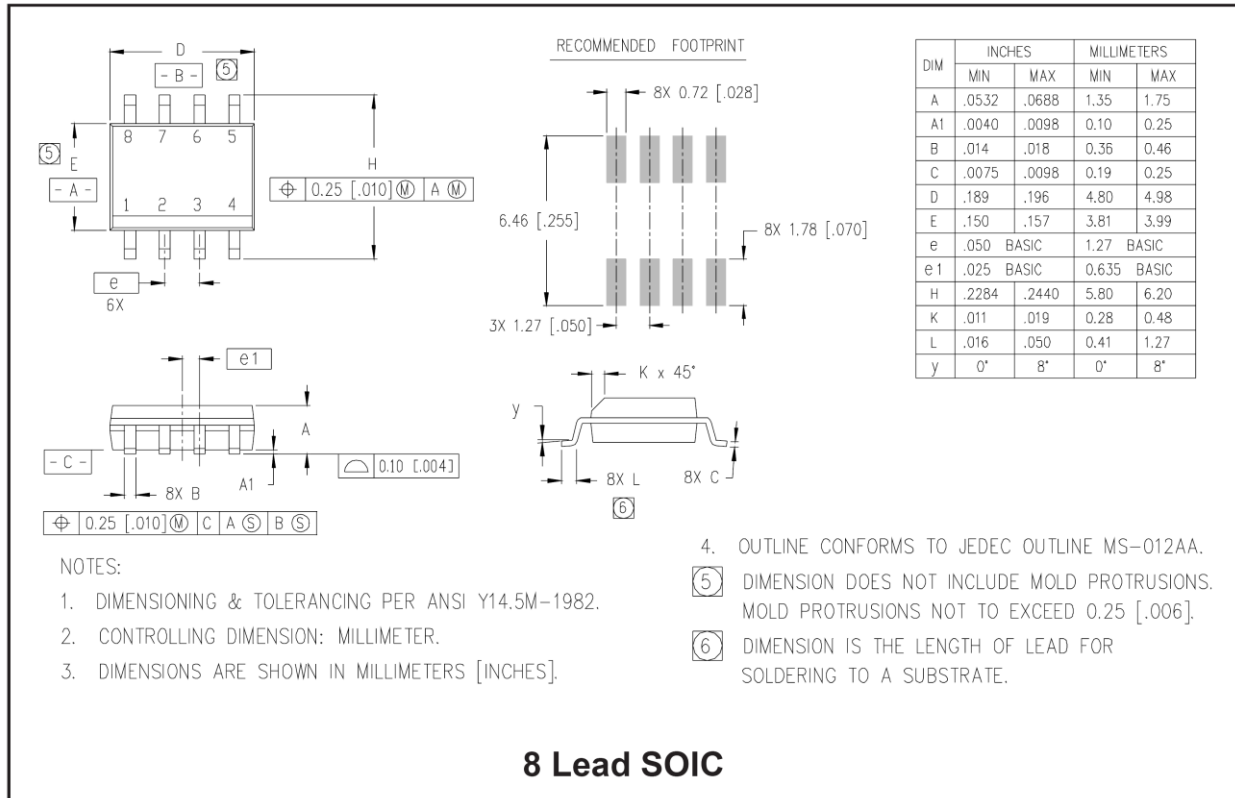 D
- B -
5
8 7 6 5
5
E
- A -
H
⌖ 0.25 [.010] Ⓜ A Ⓜ
1 2 3 4
e
6X
RECOMMENDED FOOTPRINT
8X 0.72 [.028]
6.46 [.255]
8X 1.78 [.070]
3X 1.27 [.050]
DIM INCHES MILLIMETERS
MIN MAX MIN MAX
A .0532 .0688 1.35 1.75
A1 .0040 .0098 0.10 0.25
B .014 .018 0.36 0.46
C .0075 .0098 0.19 0.25
D .189 .196 4.80 4.98
E .150 .157 3.81 3.99
e .050 BASIC 1.27 BASIC
e1 .025 BASIC 0.635 BASIC
H .2284 .2440 5.80 6.20
K .011 .019 0.28 0.48
L .016 .050 0.41 1.27
y 0° 8° 0° 8°
e1
A
- C -
A1
⌓ 0.10 [.004]
8X B
⌖ 0.25 [.010] Ⓜ C A Ⓢ B Ⓢ
K x 45°
y
8X L
6
8X C
NOTES:
1. DIMENSIONING & TOLERANCING PER ANSI Y14.5M-1982.
2. CONTROLLING DIMENSION: MILLIMETER.
3. DIMENSIONS ARE SHOWN IN MILLIMETERS [INCHES].
4. OUTLINE CONFORMS TO JEDEC OUTLINE MS-012AA.
5 DIMENSION DOES NOT INCLUDE MOLD PROTRUSIONS.
MOLD PROTRUSIONS NOT TO EXCEED 0.25 [.006].
6 DIMENSION IS THE LENGTH OF LEAD FOR
SOLDERING TO A SUBSTRATE.
8 Lead SOIC